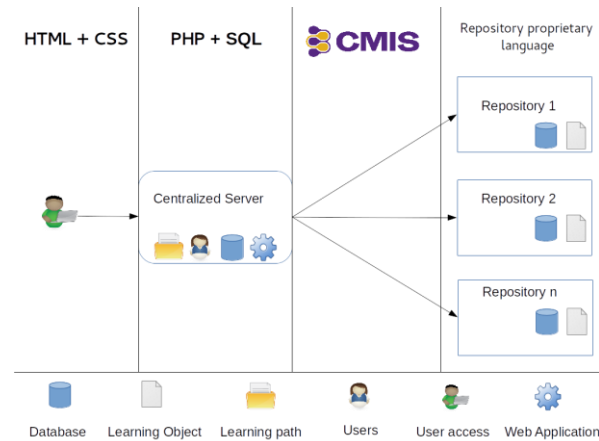 HTML + CSS
PHP + SQL
CMIS
Repository proprietary
language
Repository 1
Centralized Server
Repository 2
Repository n
Database
Learning Object
Learning path
Users
User access
Web Application